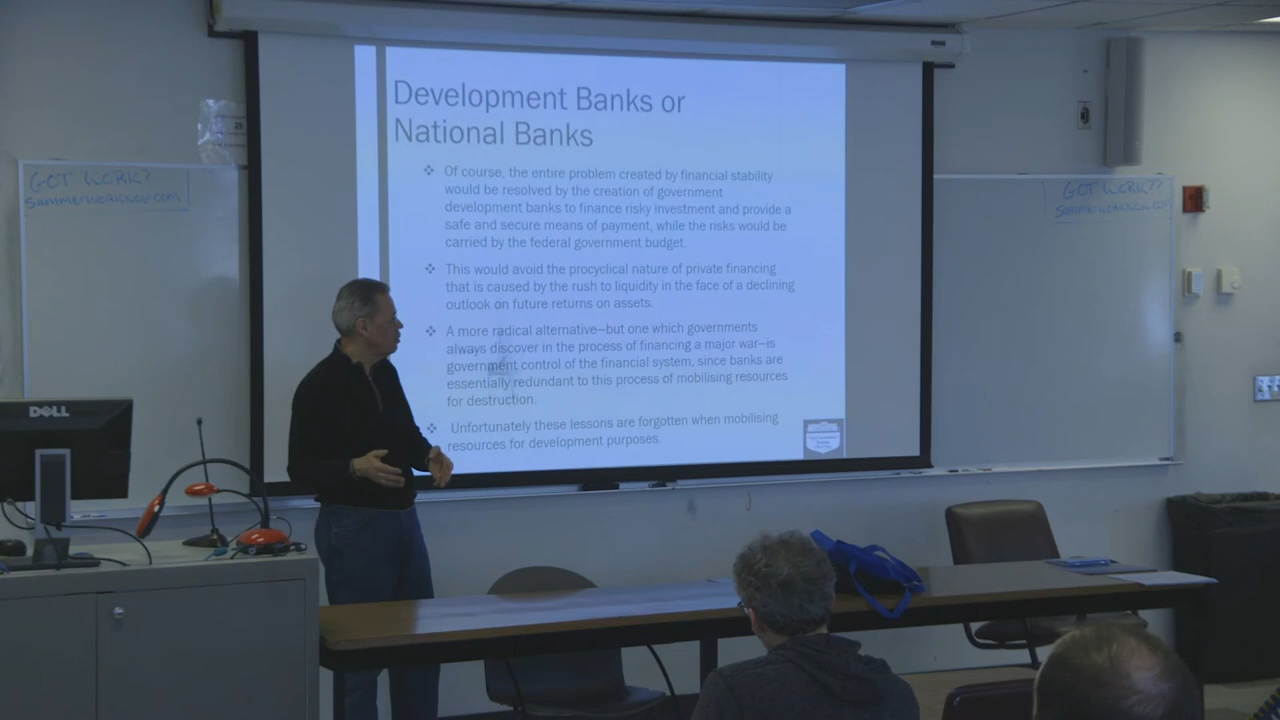 Development Banks or
National Banks
❖ Of course, the entire problem created by financial stability
would be resolved by the creation of government
development banks to finance risky investment and provide a
safe and secure means of payment, while the risks would be
carried by the federal government budget.
❖ This would avoid the procyclical nature of private financing
that is caused by the rush to liquidity in the face of a declining
outlook on future returns on assets.
❖ A more radical alternative—but one which governments
always discover in the process of financing a major war—is
government control of the financial system, since banks are
essentially redundant to this process of mobilising resources
for destruction.
❖ Unfortunately these lessons are forgotten when mobilising
resources for development purposes.
GOT WORK?
GOT WORK??
DELL